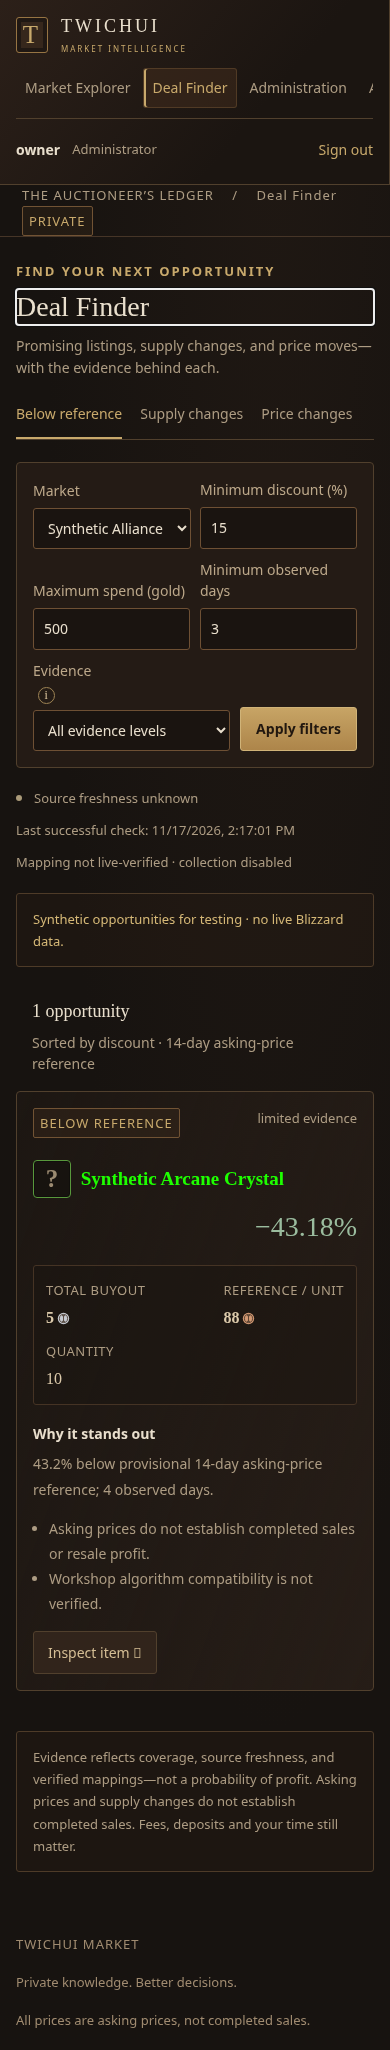 T
TWICHUI
MARKET INTELLIGENCE
Market Explorer Deal Finder Administration A
owner Administrator Sign out
THE AUCTIONEER’S LEDGER / Deal Finder
PRIVATE
FIND YOUR NEXT OPPORTUNITY
Deal Finder
Promising listings, supply changes, and price moves—
with the evidence behind each.
Below reference Supply changes Price changes
Market Minimum discount (%)
Synthetic Alliance 15
Maximum spend (gold) Minimum observed
days
500 3
Evidence
i
All evidence levels Apply filters
Source freshness unknown
Last successful check: 11/17/2026, 2:17:01 PM
Mapping not live-verified · collection disabled
Synthetic opportunities for testing · no live Blizzard
data.
1 opportunity
Sorted by discount · 14-day asking-price
reference
BELOW REFERENCE limited evidence
? Synthetic Arcane Crystal
−43.18%
TOTAL BUYOUT REFERENCE / UNIT
5 88
QUANTITY
10
Why it stands out
43.2% below provisional 14-day asking-price
reference; 4 observed days.
• Asking prices do not establish completed sales
or resale profit.
• Workshop algorithm compatibility is not
verified.
Inspect item
Evidence reflects coverage, source freshness, and
verified mappings—not a probability of profit. Asking
prices and supply changes do not establish
completed sales. Fees, deposits and your time still
matter.
TWICHUI MARKET
Private knowledge. Better decisions.
All prices are asking prices, not completed sales.